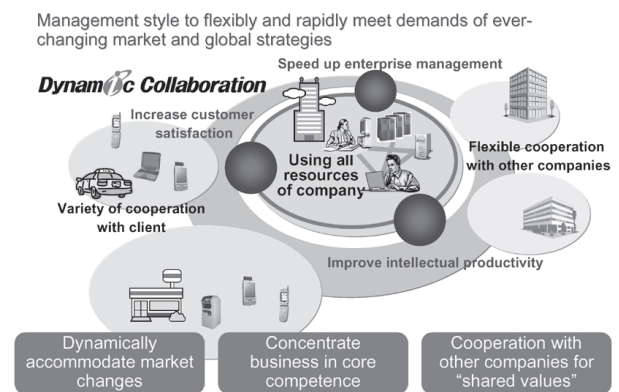 Management style to flexibly and rapidly meet demands of ever-
changing market and global strategies
Dynamic Collaboration
Speed up enterprise management
Increase customer
satisfaction
Flexible cooperation
with other companies
Using all
resources
of company
Variety of cooperation
with client
Improve intellectual productivity
Dynamically
accommodate market
changes
Concentrate
business in core
competence
Cooperation with
other companies for
“shared values”